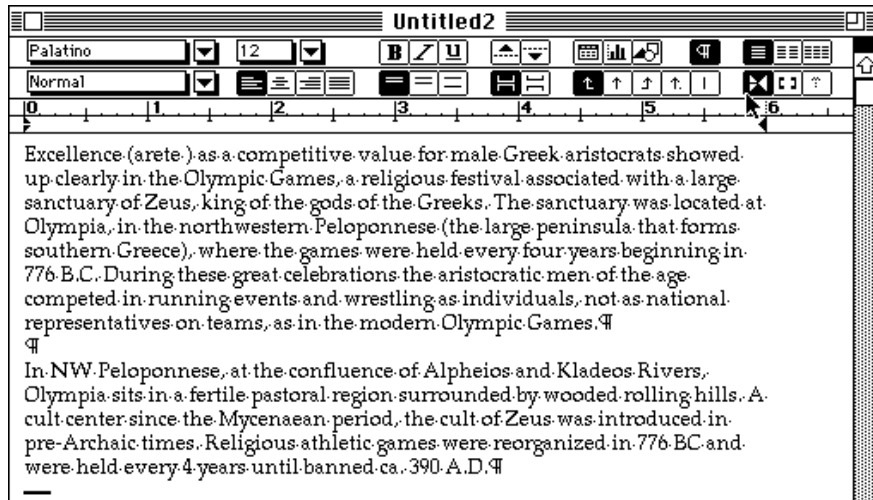 Untitled2
Palatino 12 B I U ¶
Normal
0 1 2 3 4 5 6
Excellence (arete ) as a competitive value for male Greek aristocrats showed
up clearly in the Olympic Games, a religious festival associated with a large
sanctuary of Zeus, king of the gods of the Greeks. The sanctuary was located at
Olympia, in the northwestern Peloponnese (the large peninsula that forms
southern Greece), where the games were held every four years beginning in
776 B.C. During these great celebrations the aristocratic men of the age
competed in running events and wrestling as individuals, not as national
representatives on teams, as in the modern Olympic Games.¶
¶
In NW Peloponnese, at the confluence of Alpheios and Kladeos Rivers,
Olympia sits in a fertile pastoral region surrounded by wooded rolling hills. A
cult center since the Mycenaean period, the cult of Zeus was introduced in
pre-Archaic times. Religious athletic games were reorganized in 776 BC and
were held every 4 years until banned ca. 390 A.D.¶